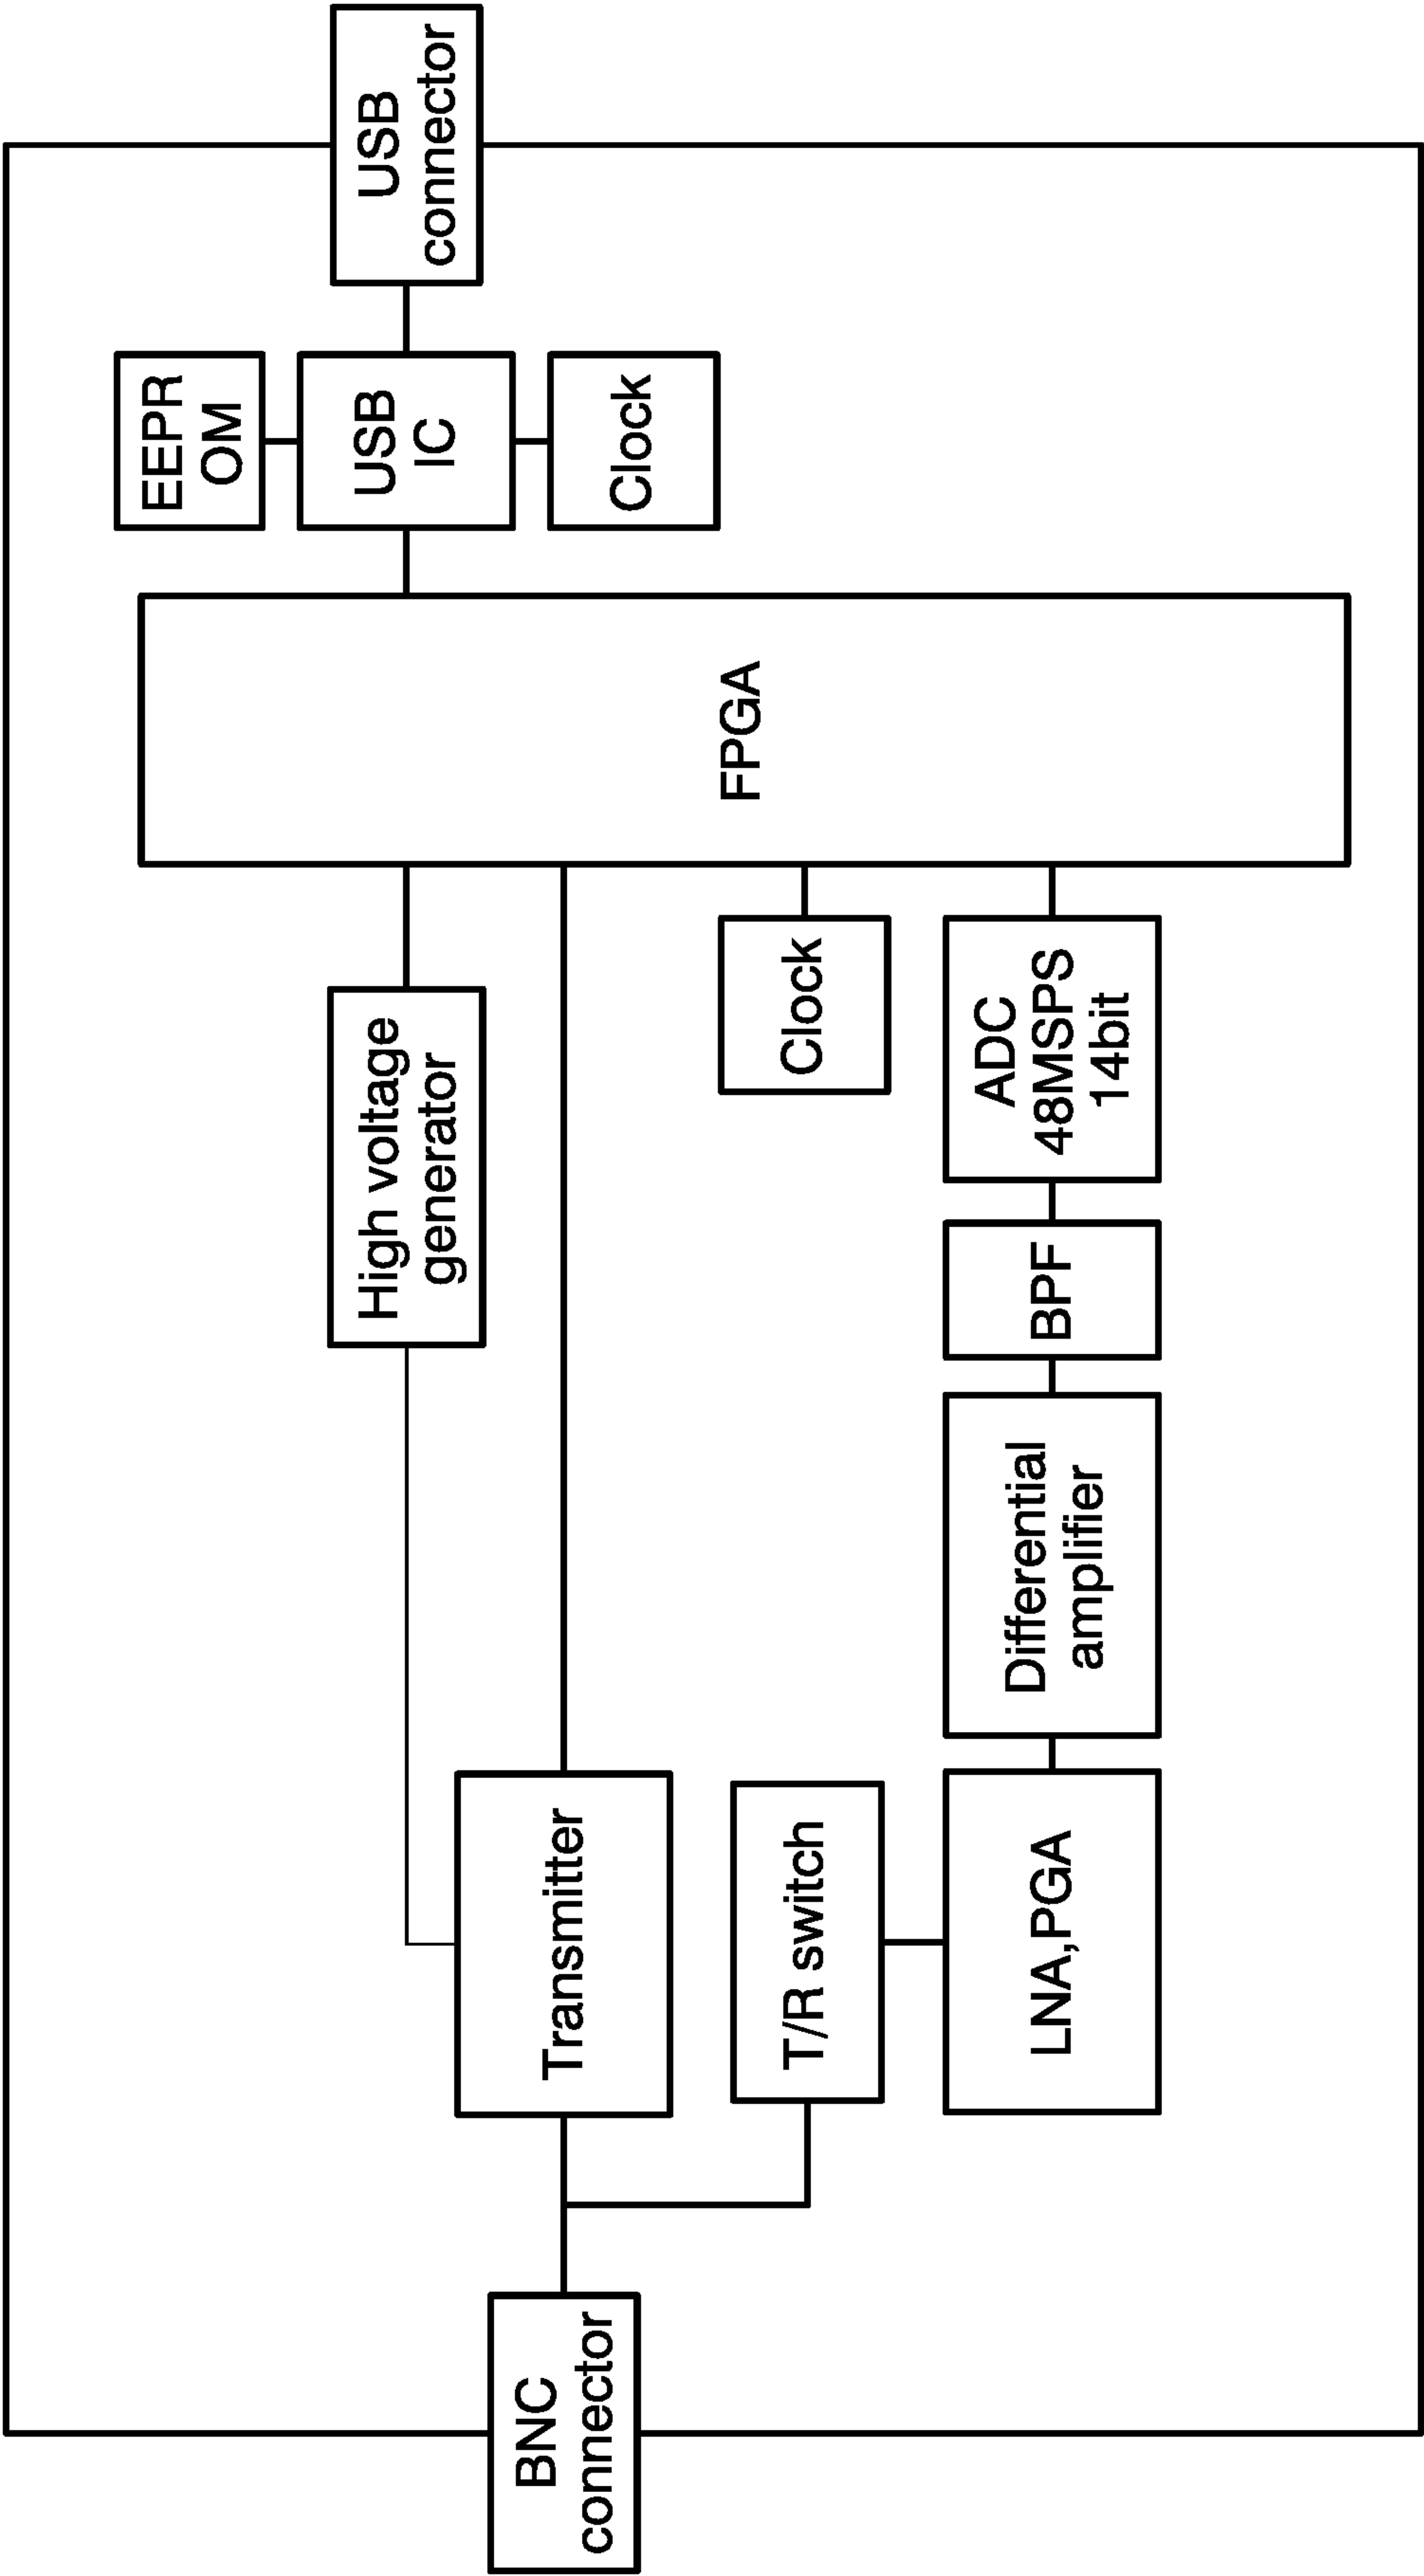 EEPR
OM
USB
connector
USB
IC
Clock
FPGA
High voltage
generator
Transmitter
BNC
connector
T/R switch
Clock
LNA,PGA
Differential
amplifier
BPF
ADC
48MSPS
14bit